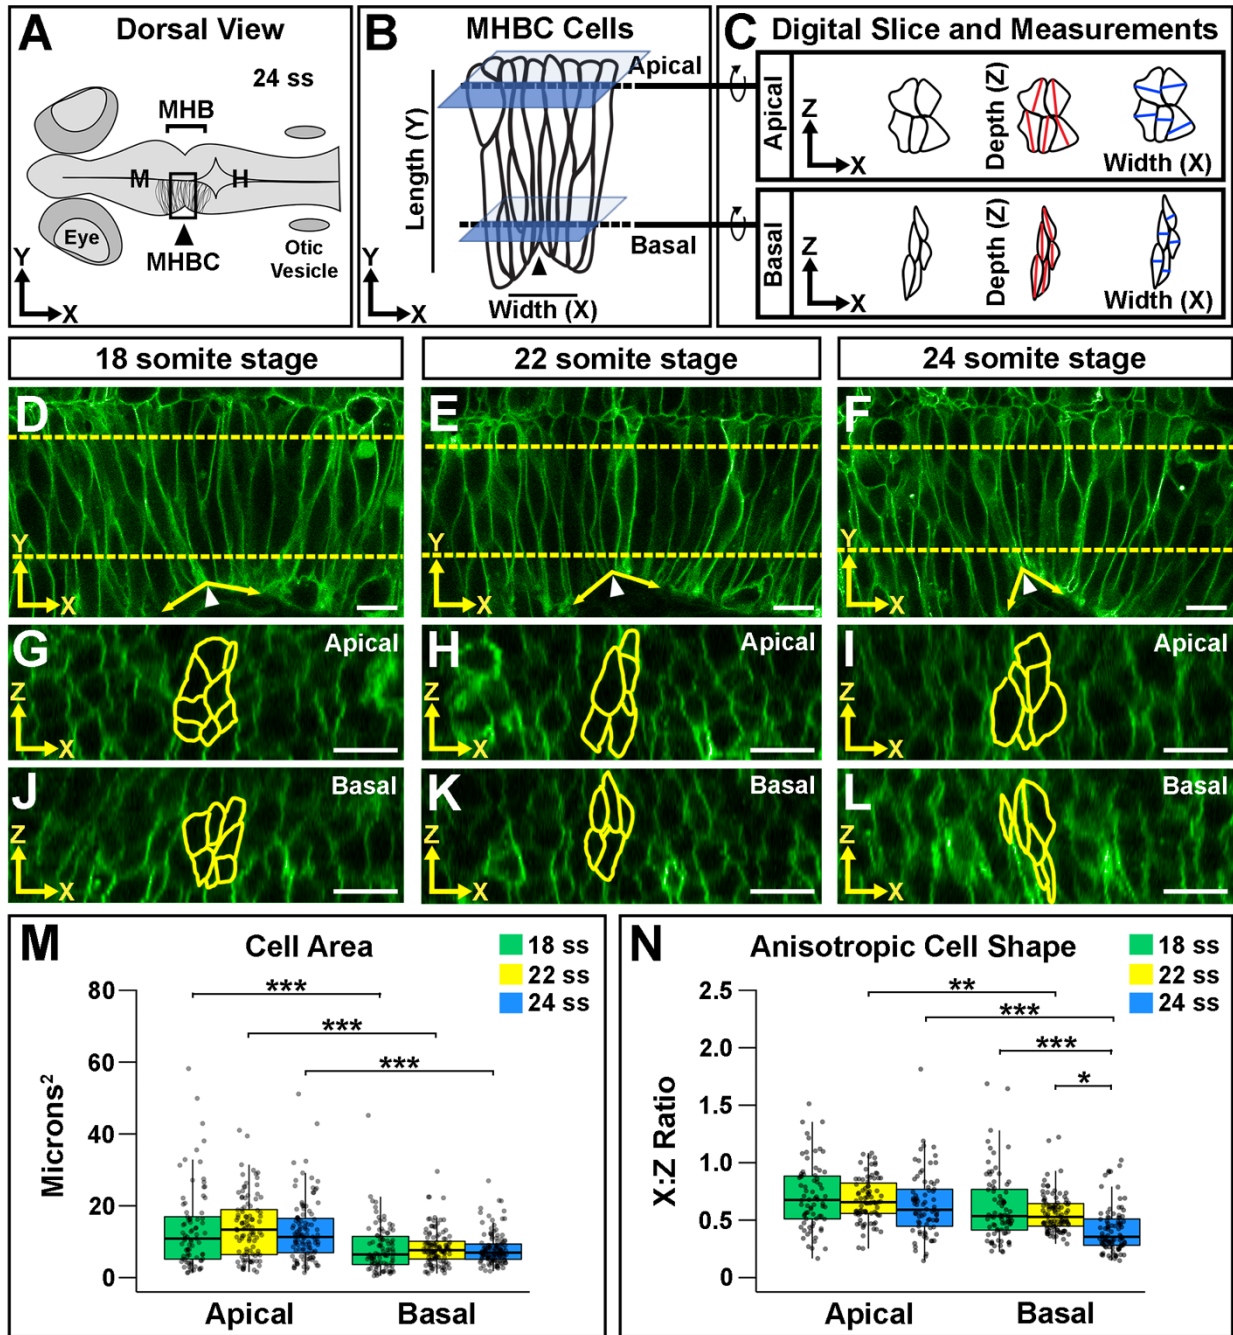 A Dorsal View
24 ss
MHB
M
H
Eye
MHBC
Otic
Vesicle
Y
X
B MHBC Cells
Apical
Length (Y)
Basal
Width (X)
C Digital Slice and Measurements
Apical
Z
X
Depth (Z)
Width (X)
Basal
Z
X
Depth (Z)
Width (X)
18 somite stage
22 somite stage
24 somite stage
D
Y
X
E
Y
X
F
Y
X
G
Apical
Z
X
H
Apical
Z
X
I
Apical
Z
X
J
Basal
Z
X
K
Basal
Z
X
L
Basal
Z
X
M Cell Area
18 ss
22 ss
24 ss
Microns²
80
60
40
20
0
***
***
***
Apical
Basal
N Anisotropic Cell Shape
18 ss
22 ss
24 ss
X:Z Ratio
2.5
2.0
1.5
1.0
0.5
0
**
***
***
*
Apical
Basal